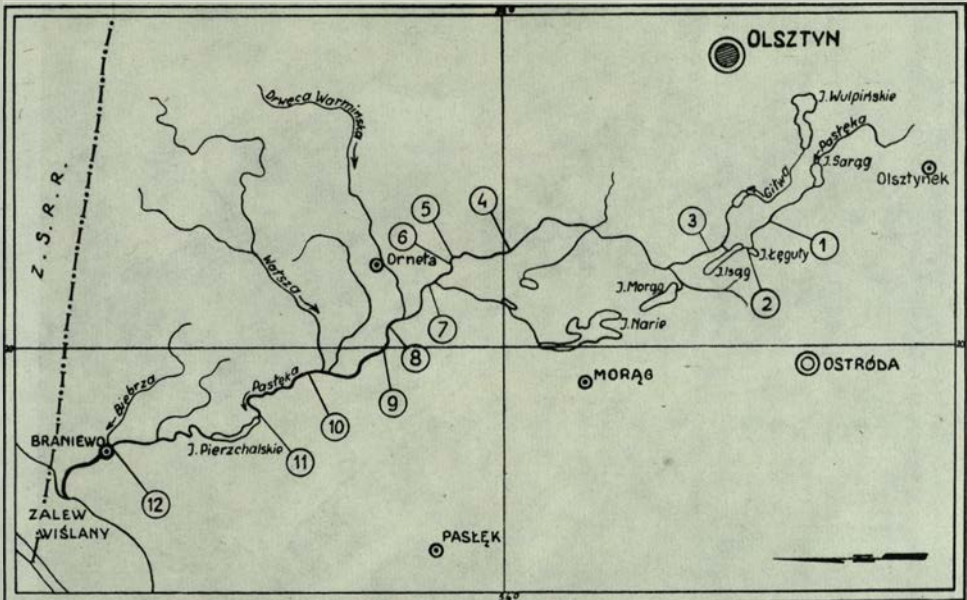 OLSZTYN
Drwęca Warmińska
J. Wulpińskie
Pasłęka
J. Sarąg
Olsztynek
Giłwa
Z. S. R. R.
5
4
3
1
6
Orneta
J. Łęguty
J. Isąg
2
Wałsza
J. Morąg
7
J. Narie
8
OSTRÓDA
MORĄG
9
Pasłęka
10
Biebrza
BRANIEWO
J. Pierzchalskie
11
12
ZALEW
WIŚLANY
PASŁĘK